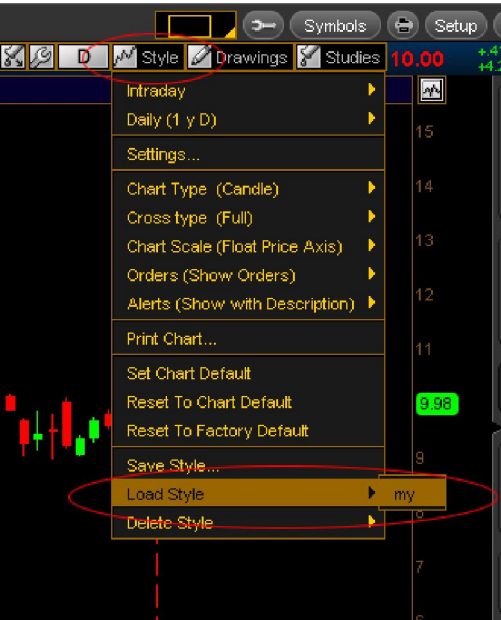 Symbols
Setup
D
Style
Drawings
Studies
10.00
Intraday
Daily (1 y D)
Settings...
Chart Type (Candle)
Cross type (Full)
Chart Scale (Float Price Axis)
Orders (Show Orders)
Alerts (Show with Description)
Print Chart...
Set Chart Default
Reset To Chart Default
Reset To Factory Default
Save Style...
Load Style
my
Delete Style
15
14
13
12
11
9.98
9
8
7
6